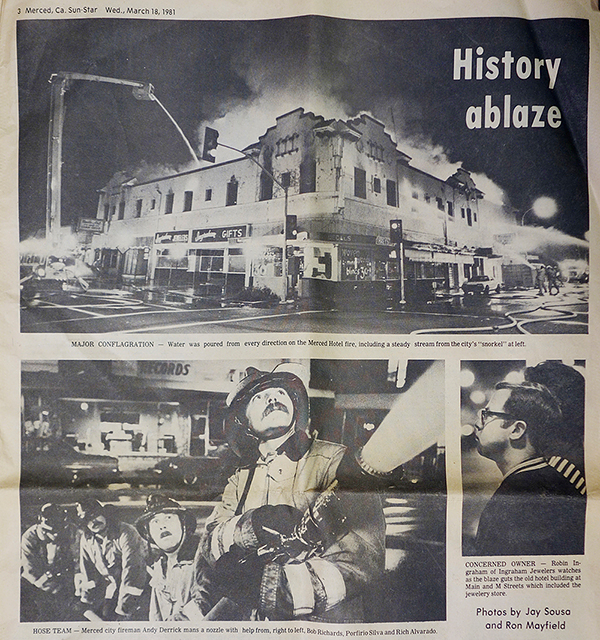 3 Merced, Ca. Sun-Star Wed., March 18, 1981
History
ablaze
Ingraham GIFTS
MAJOR CONFLAGRATION — Water was poured from every direction on the Merced Hotel fire, including a steady stream from the city's "snorkel" at left.
RECORDS
HOSE TEAM — Merced city fireman Andy Derrick mans a nozzle with help from, right to left, Bob Richards, Porfirio Silva and Rich Alvarado.
CONCERNED OWNER — Robin In-
graham of Ingraham Jewelers watches
as the blaze guts the old hotel building at
Main and M Streets which included the
jewelery store.
Photos by Jay Sousa
and Ron Mayfield